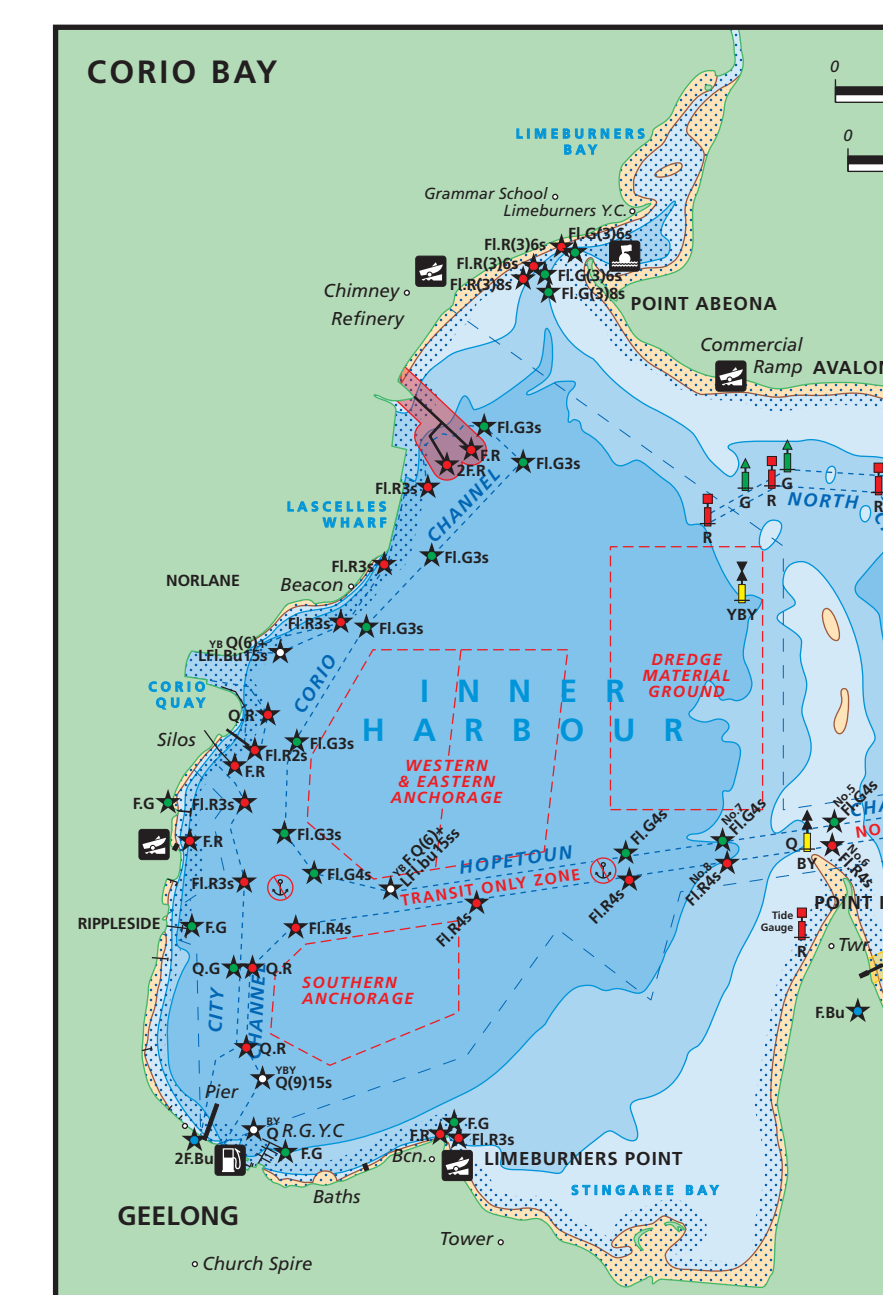 CORIO BAY
0
0
LIMEBURNERS
BAY
Grammar School
Limeburners Y.C.
Fl.G(3)6s
Fl.R(3)6s
Fl.R(3)6s
Fl.G(3)6s
Fl.R(3)8s
Fl.G(3)8s
Chimney
Refinery
POINT ABEONA
Commercial
Ramp
AVALON
Fl.G3s
F.R
2F.R
Fl.G3s
Fl.R3s
G
G
R
R
R
NORTH
LASCELLES
WHARF
CHANNEL
Fl.G3s
Fl.R3s
NORLANE
Beacon
YBY
Fl.R3s
Fl.G3s
YB Q(6)+
LFl.Bu15s
CORIO
QUAY
CORIO
INNER
HARBOUR
DREDGE
MATERIAL
GROUND
Q.R
Silos
Fl.R2s
F.R
Fl.G3s
WESTERN
& EASTERN
ANCHORAGE
F.G
Fl.R3s
F.R
Fl.G3s
Fl.G4s
No.7
Fl.G4s
No.5
Fl.G4s
CHA
NO
Q
BY
No.6
Fl.R4s
HOPETOUN
TRANSIT ONLY ZONE
YB Q(6)+
LFl.bu15ss
Fl.G4s
Fl.R3s
Fl.R4s
Fl.R4s
No.8
Fl.R4s
RIPPLESIDE
F.G
Fl.R4s
POINT
Tide
Gauge
R
Twr.
Q.G
Q.R
SOUTHERN
ANCHORAGE
CITY
CHANNEL
F.Bu
Q.R
YBY
Q(9)15s
Pier
BY
Q
R.G.Y.C
2F.Bu
F.G
F.G
F.R
Fl.R3s
Bcn.
LIMEBURNERS POINT
Baths
STINGAREE BAY
GEELONG
Tower
Church Spire